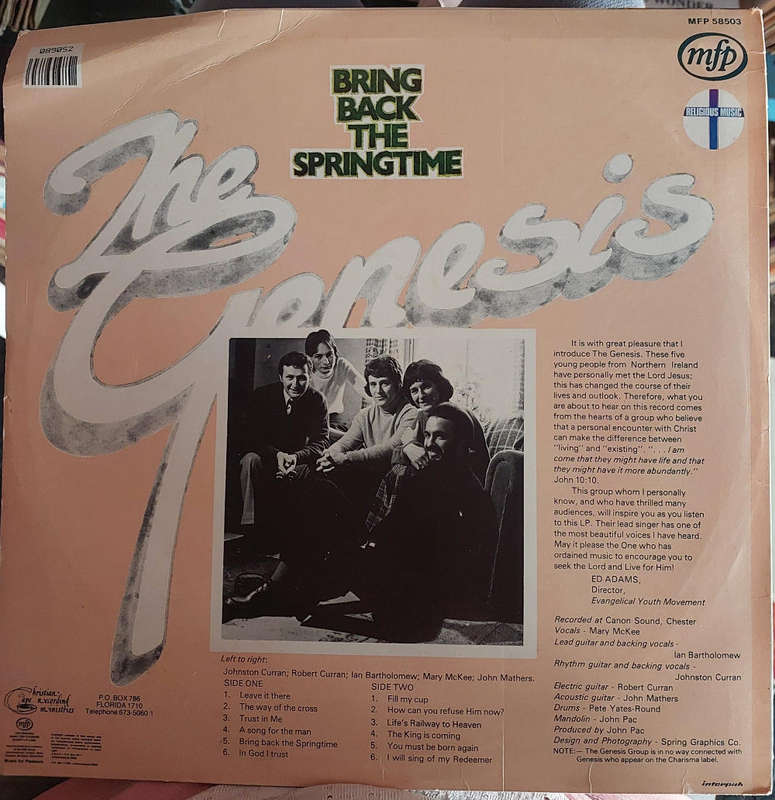 WONDER
MFP 58503
089052
mfp
RELIGIOUS MUSIC
BRING
BACK
THE
SPRINGTIME
The
Genesis
It is with great pleasure that I
introduce The Genesis. These five
young people from Northern Ireland
have personally met the Lord Jesus;
this has changed the course of their
lives and outlook. Therefore, what you
are about to hear on this record comes
from the hearts of a group who believe
that a personal encounter with Christ
can make the difference between
"living" and "existing". ". . . I am
come that they might have life and that
they might have it more abundantly."
John 10:10.
This group whom I personally
know, and who have thrilled many
audiences, will inspire you as you listen
to this LP. Their lead singer has one of
the most beautiful voices I have heard.
May it please the One who has
ordained music to encourage you to
seek the Lord and Live for Him!
ED ADAMS,
Director,
Evangelical Youth Movement
Recorded at Canon Sound, Chester
Vocals - Mary McKee
Lead guitar and backing vocals -
Ian Bartholomew
Rhythm guitar and backing vocals -
Johnston Curran
Electric guitar - Robert Curran
Acoustic guitar - John Mathers
Drums - Pete Yates-Round
Mandolin - John Pac
Produced by John Pac
Design and Photography - Spring Graphics Co.
NOTE:— The Genesis Group is in no way connected with
Genesis who appear on the Charisma label.
Left to right:
Johnston Curran; Robert Curran; Ian Bartholomew; Mary McKee; John Mathers.
SIDE ONE
1. Leave it there
2. The way of the cross
3. Trust in Me
4. A song for the man
5. Bring back the Springtime
6. In God I trust
SIDE TWO
1. Fill my cup
2. How can you refuse Him now?
3. Life's Railway to Heaven
4. The King is coming
5. You must be born again
6. I will sing of my Redeemer
Christian
recording
ministries
P.O. BOX 786
FLORIDA 1710
Telephone 673-5060/1
mfp
Music for Pleasure
interpak